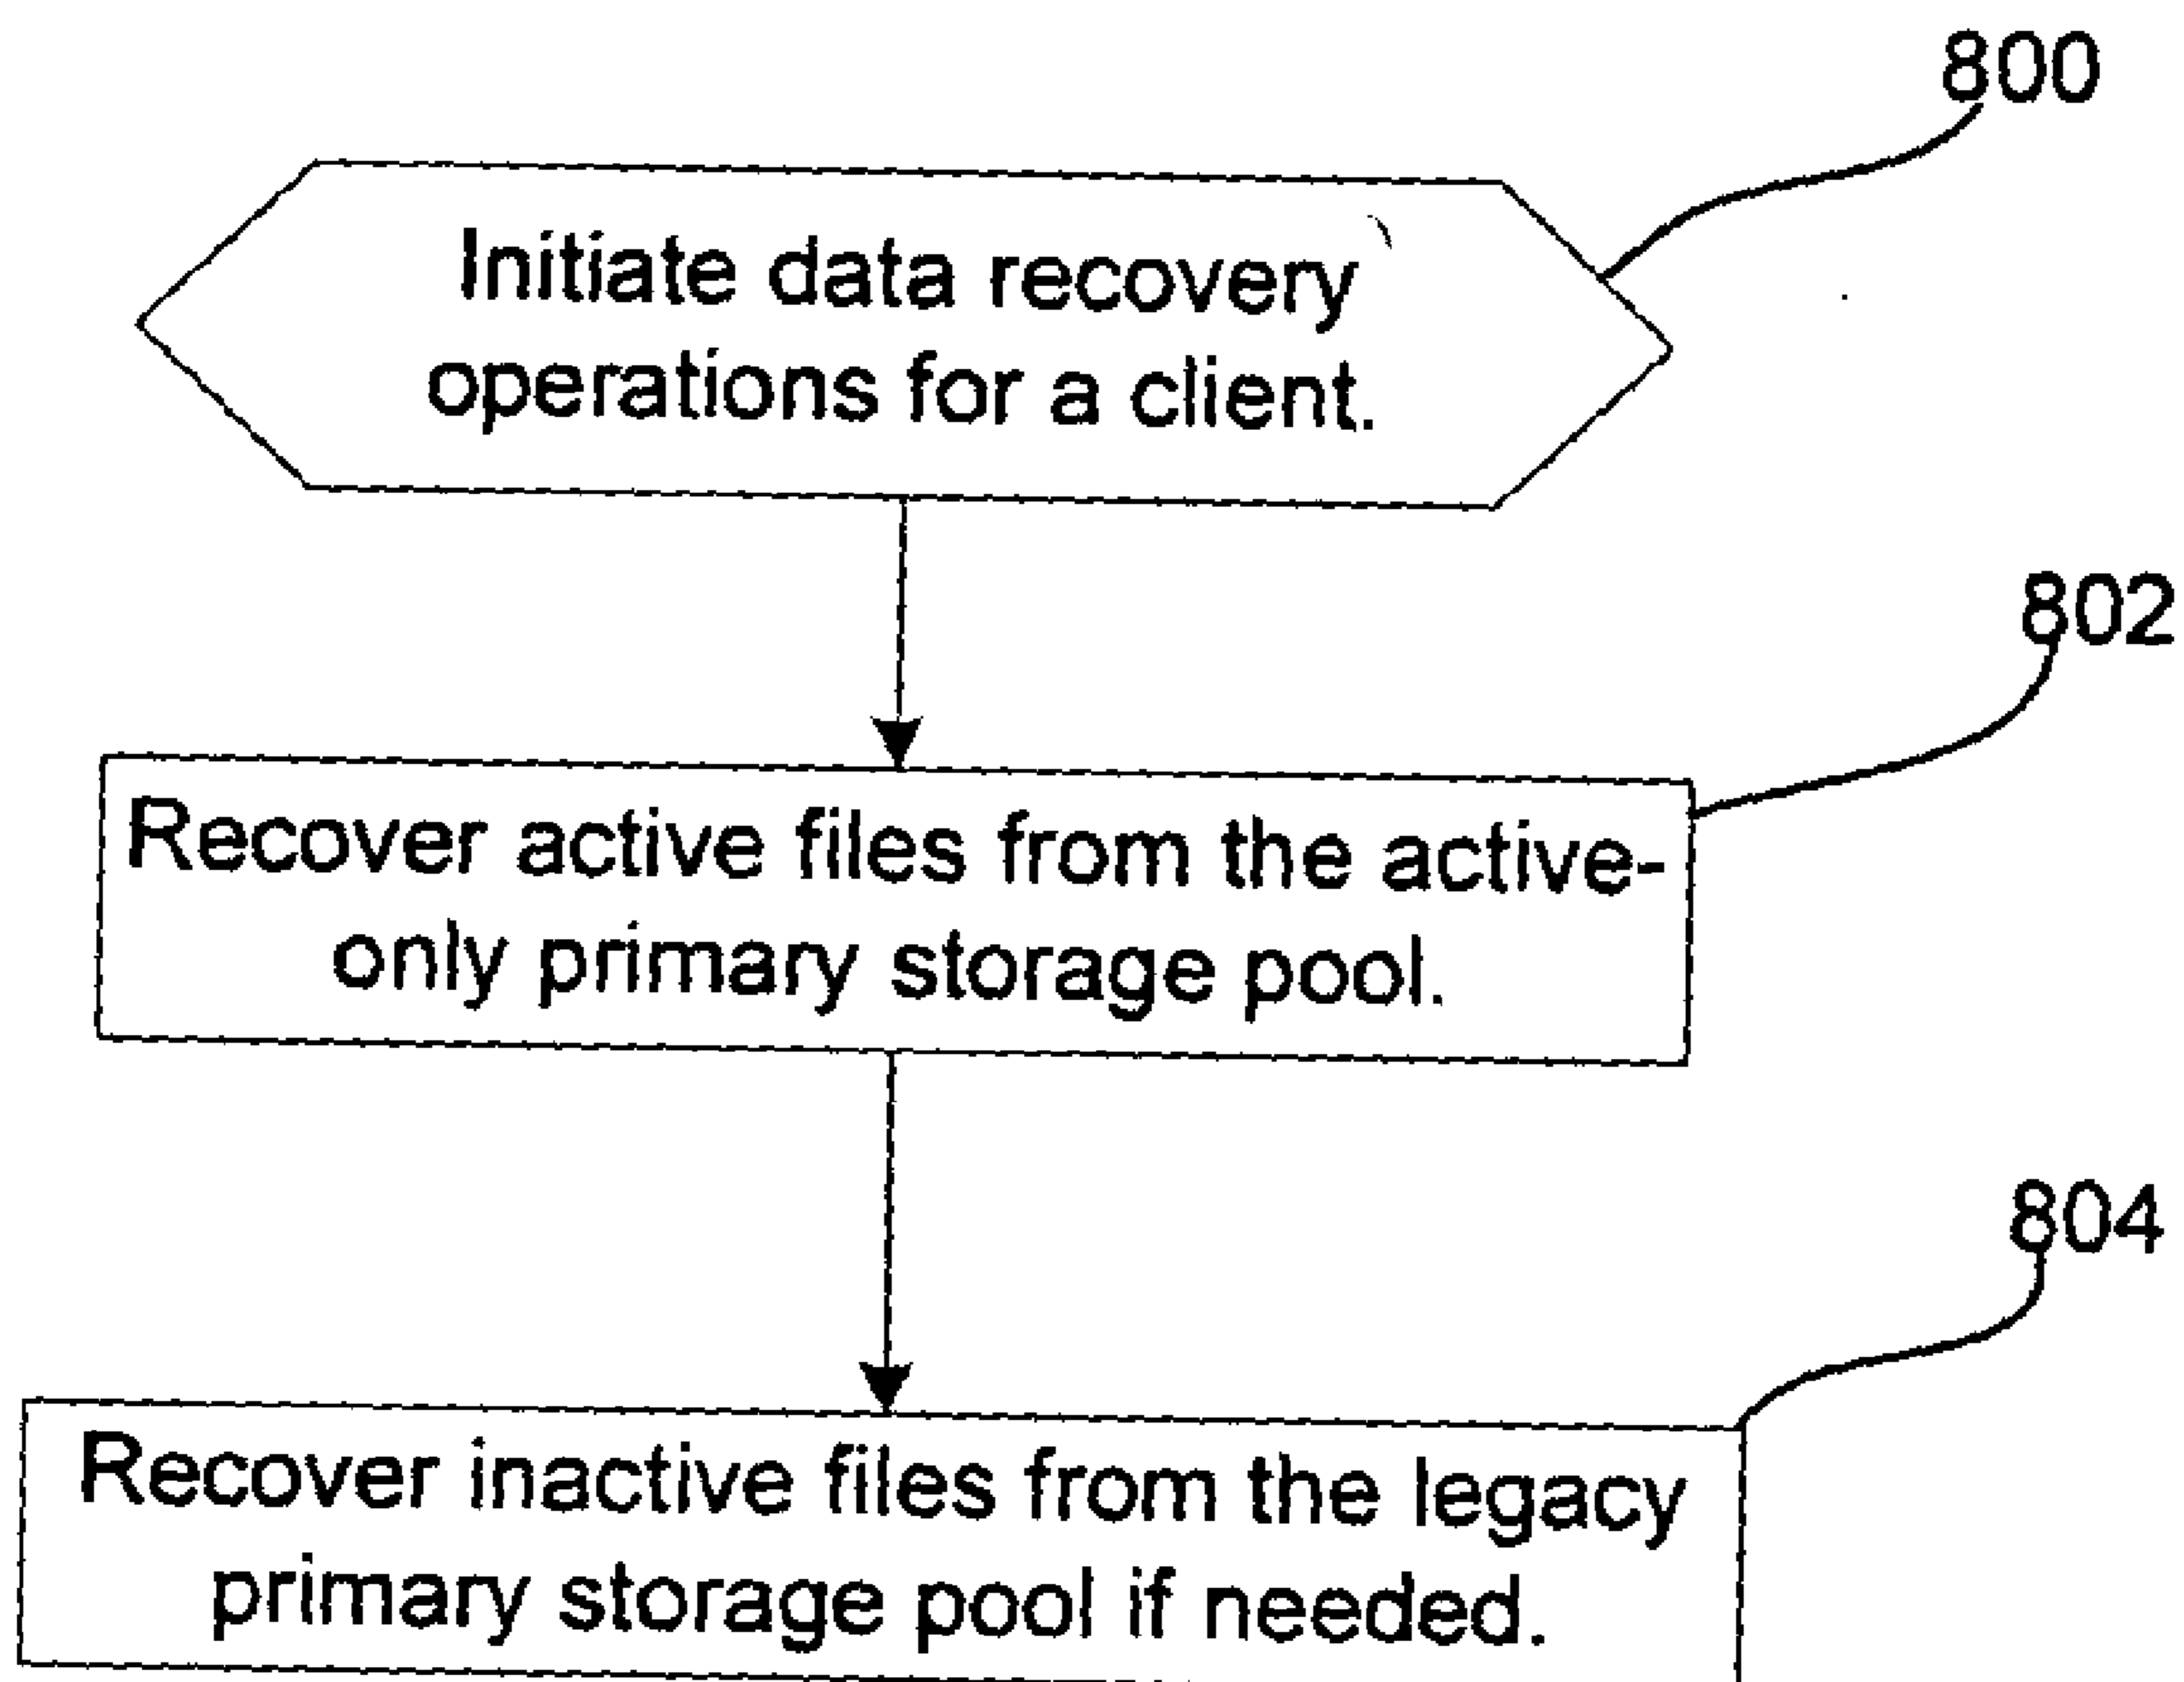 800
Initiate data recovery
operations for a client.
802
Recover active files from the active-
only primary storage pool.
804
Recover inactive files from the legacy
primary storage pool if needed.